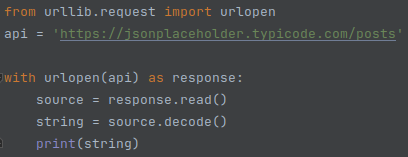 from urllib.request import urlopen
api = 'https://jsonplaceholder.typicode.com/posts'
with urlopen(api) as response:
    source = response.read()
    string = source.decode()
    print(string)